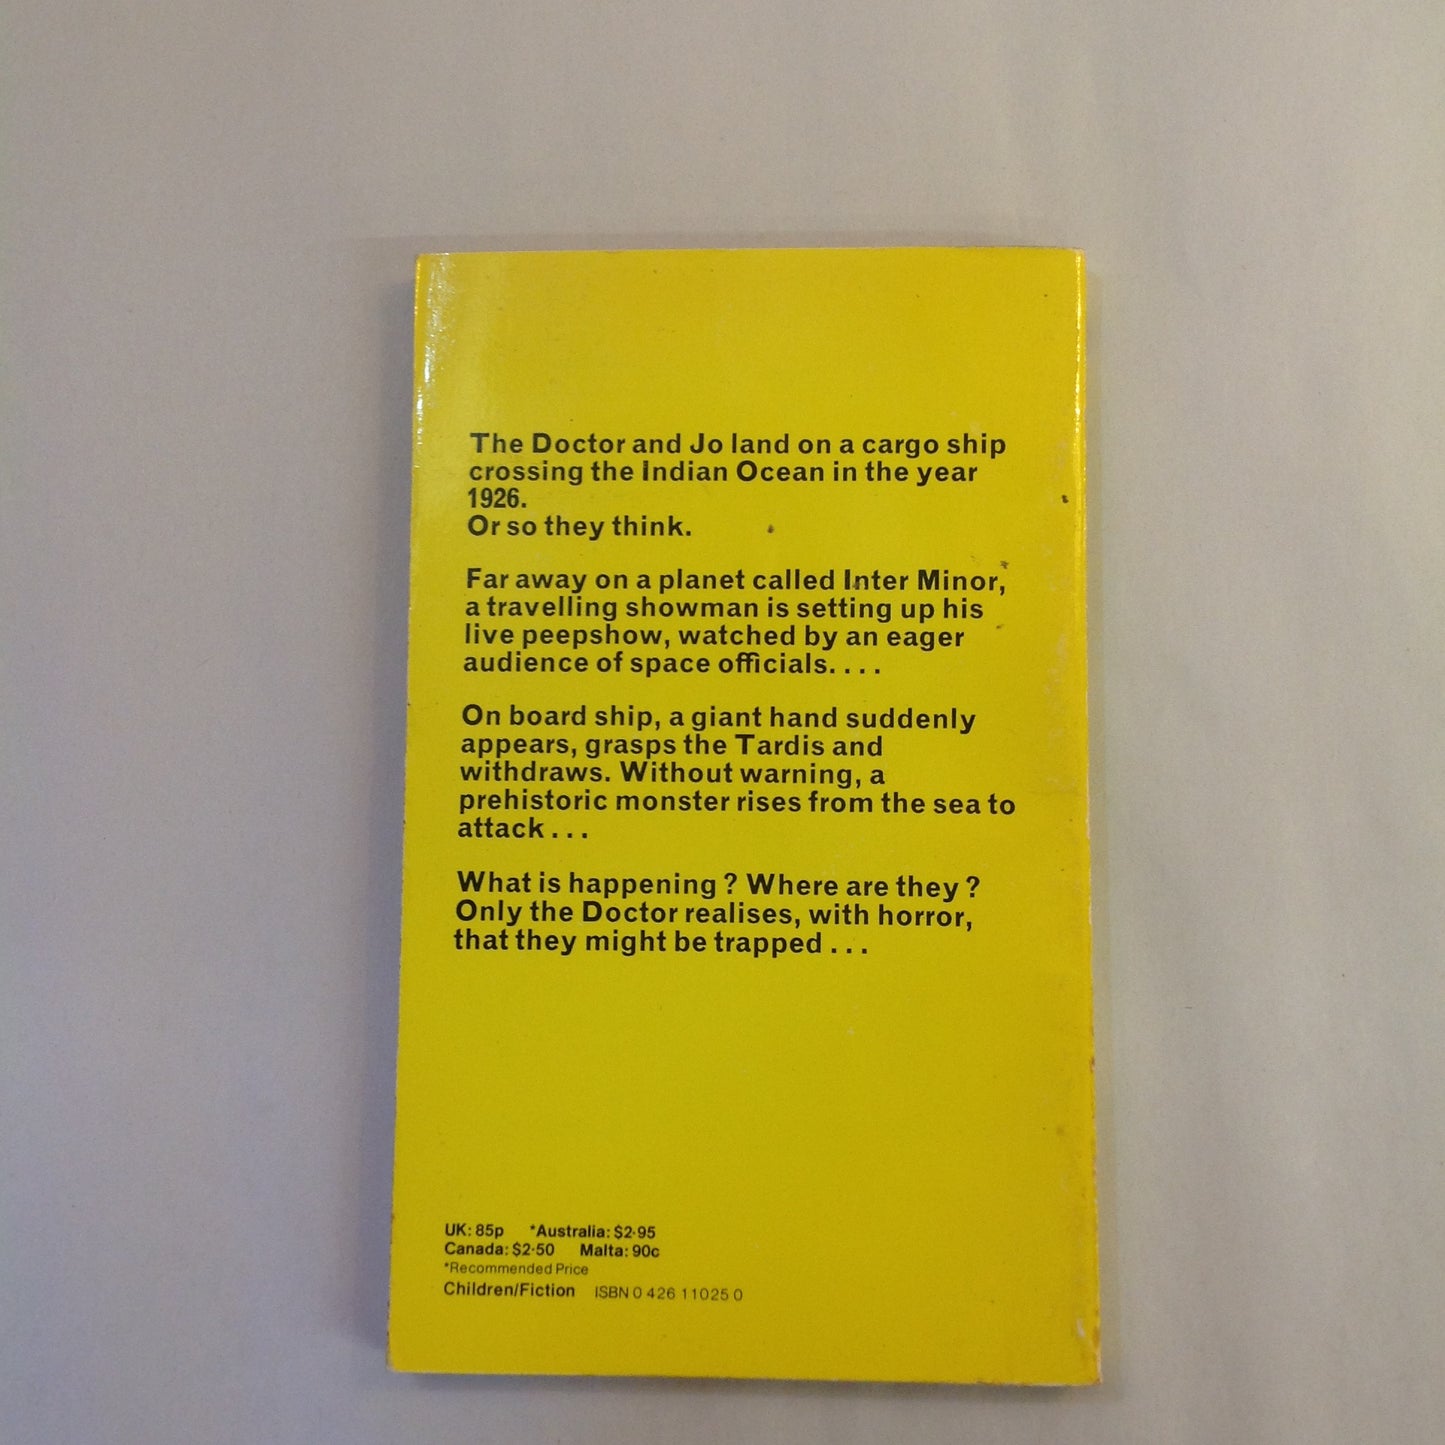 The Doctor and Jo land on a cargo ship
crossing the Indian Ocean in the year
1926.
Or so they think.
Far away on a planet called Inter Minor,
a travelling showman is setting up his
live peepshow, watched by an eager
audience of space officials. . . .
On board ship, a giant hand suddenly
appears, grasps the Tardis and
withdraws. Without warning, a
prehistoric monster rises from the sea to
attack . . .
What is happening ? Where are they ?
Only the Doctor realises, with horror,
that they might be trapped . . .
UK: 85p *Australia: $2·95
Canada: $2·50 Malta: 90c
*Recommended Price
Children/Fiction ISBN 0 426 11025 0